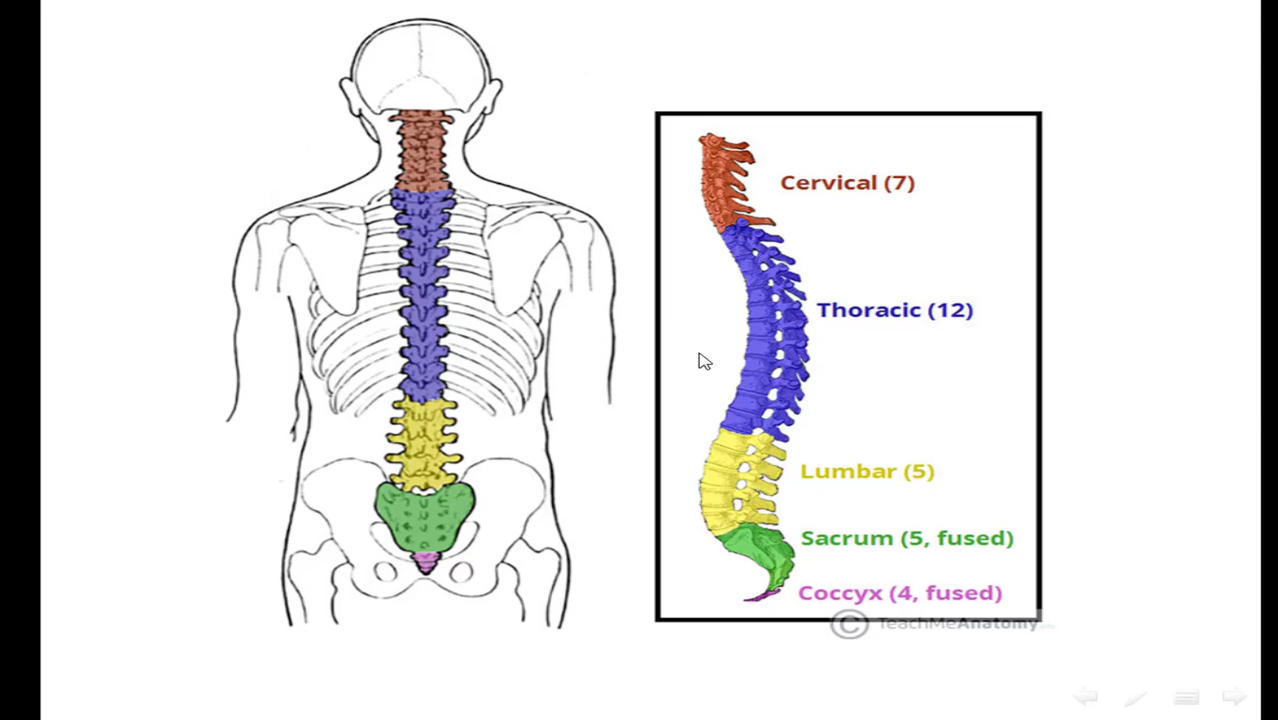 Cervical (7)
Thoracic (12)
Lumbar (5)
Sacrum (5, fused)
Coccyx (4, fused)
© TeachMeAnatomy